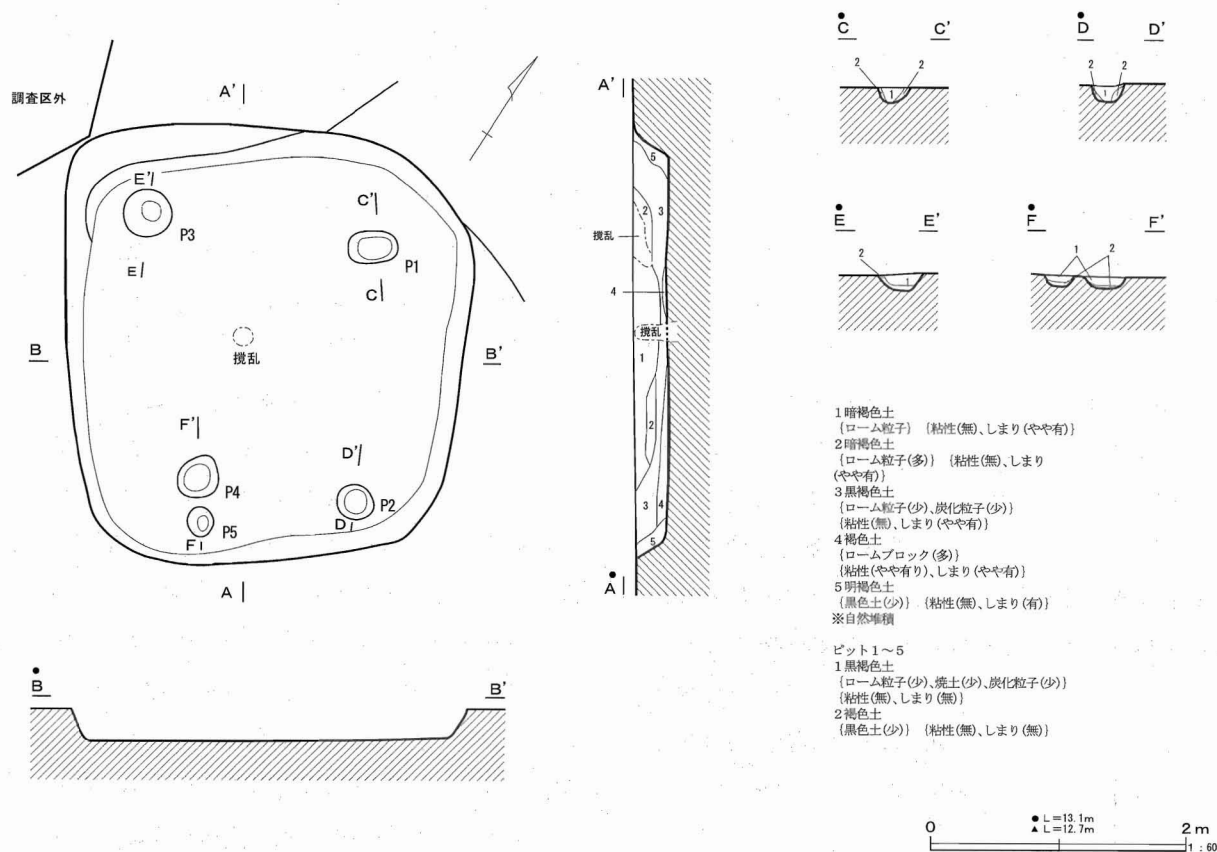 調査区外
A'
E'
P3
E
C'
P1
C
B
B'
攪乱
F'
P4
P5
F
D'
P2
D
A
A'
5
2
3
攪乱
4
攪乱
1
2
3
4
5
A
B
B'
C
C'
2
2
1
D
D'
2
2
1
E
E'
2
1
F
F'
1
2
1暗褐色土
{ローム粒子} {粘性(無)、しまり(やや有)}
2暗褐色土
{ローム粒子(多)} {粘性(無)、しまり
(やや有)}
3黒褐色土
{ローム粒子(少)、炭化粒子(少)}
{粘性(無)、しまり(やや有)}
4褐色土
{ロームブロック(多)}
{粘性(やや有り)、しまり(やや有)}
5明褐色土
{黒色土(少)} {粘性(無)、しまり(有)}
※自然堆積
ピット1〜5
1黒褐色土
{ローム粒子(少)、焼土(少)、炭化粒子(少)}
{粘性(無)、しまり(無)}
2褐色土
{黒色土(少)} {粘性(無)、しまり(無)}
● L=13.1m
▲ L=12.7m
0
2m
1:60